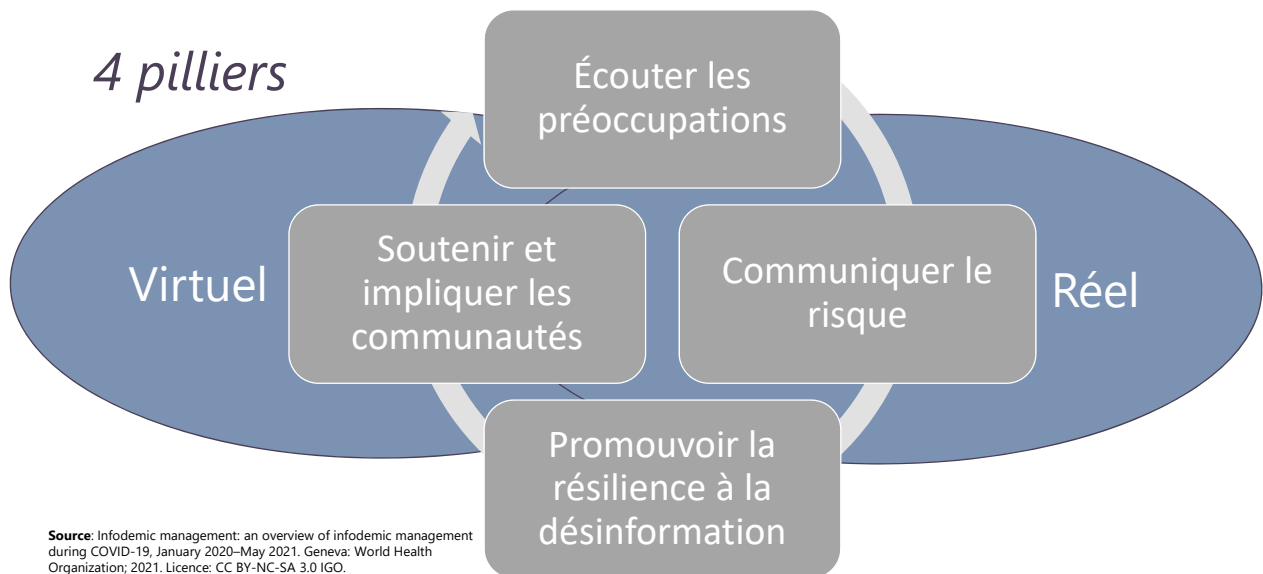 4 pilliers
Écouter les
préoccupations
Virtuel
Soutenir et
impliquer les
communautés
Communiquer le
risque
Réel
Promouvoir la
résilience à la
désinformation
Source: Infodemic management: an overview of infodemic management
during COVID-19, January 2020–May 2021. Geneva: World Health
Organization; 2021. Licence: CC BY-NC-SA 3.0 IGO.